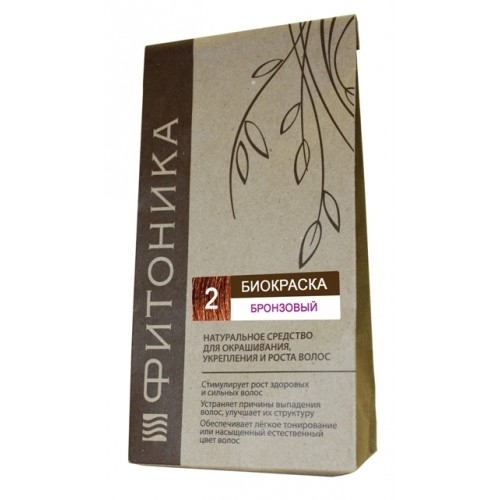 ФИТОНИКА
2
БИОКРАСКА
БРОНЗОВЫЙ
НАТУРАЛЬНОЕ СРЕДСТВО
ДЛЯ ОКРАШИВАНИЯ,
УКРЕПЛЕНИЯ И РОСТА ВОЛОС
Стимулирует рост здоровых
и сильных волос
Устраняет причины выпадения
волос, улучшает их структуру
Обеспечивает лёгкое тонирование
или насыщенный естественный
цвет волос